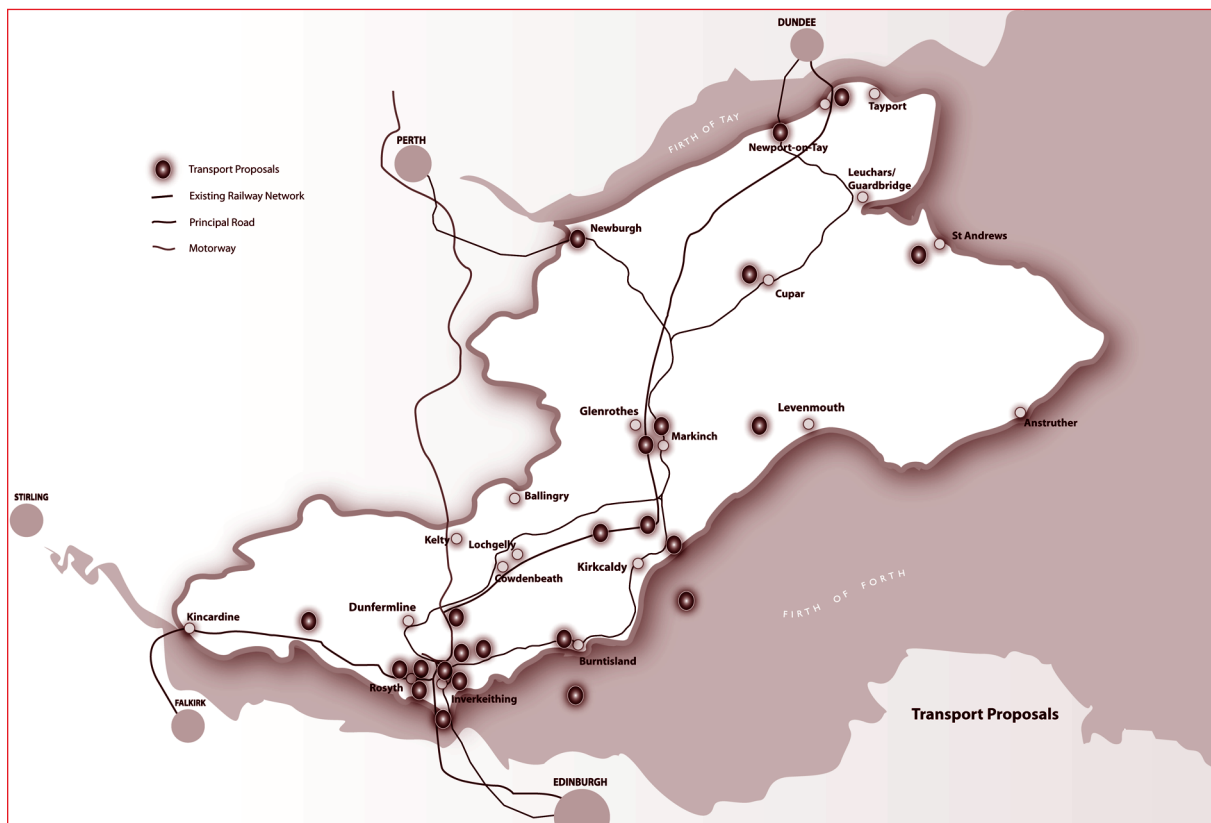 DUNDEE
Tayport
FIRTH OF TAY
PERTH
Newport-on-Tay
Transport Proposals
Leuchars/
Guardbridge
Existing Railway Network
Principal Road
Newburgh
St Andrews
Motorway
Cupar
Glenrothes
Levenmouth
Anstruther
Markinch
STIRLING
Ballingry
Kelty
Lochgelly
Kirkcaldy
Cowdenbeath
FIRTH OF FORTH
Dunfermline
Kincardine
Burntisland
Rosyth
Inverkeithing
FALKIRK
Transport Proposals
EDINBURGH